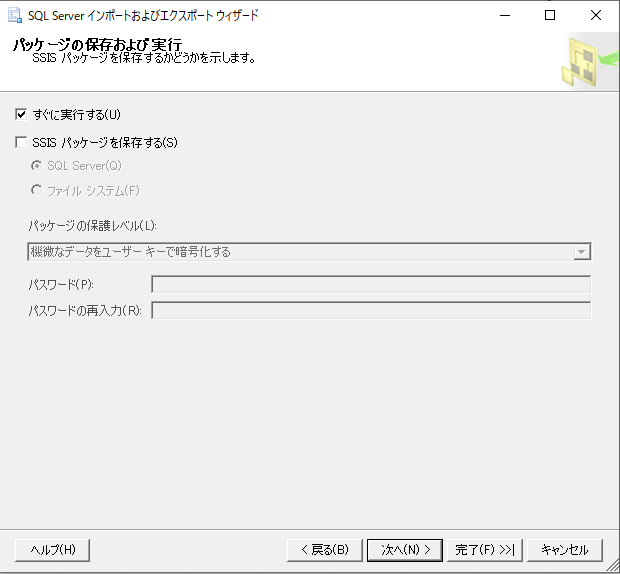 SQL Server インポートおよびエクスポート ウィザード
パッケージの保存および実行
SSIS パッケージを保存するかどうかを示します。
すぐに実行する(U)
SSIS パッケージを保存する(S)
SQL Server(Q)
ファイル システム(F)
パッケージの保護レベル(L):
機微なデータをユーザー キーで暗号化する
パスワード(P):
パスワードの再入力(R):
ヘルプ(H)
< 戻る(B)
次へ(N) >
完了(F) >>|
キャンセル